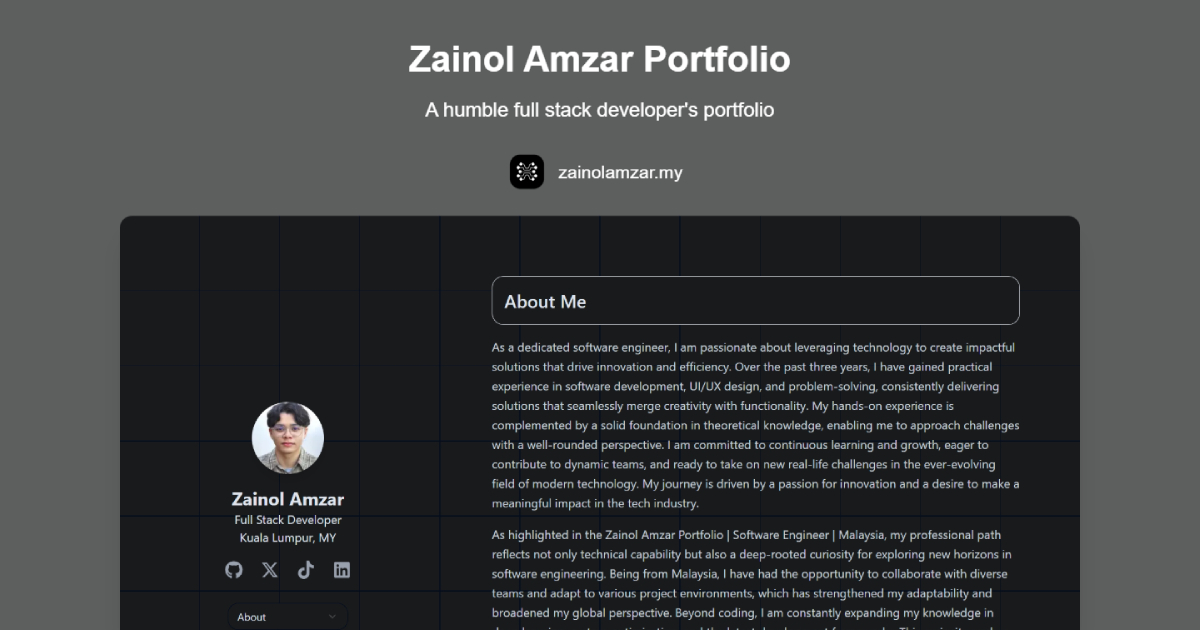 Zainol Amzar Portfolio
A humble full stack developer's portfolio
zainolamzar.my
About Me
As a dedicated software engineer, I am passionate about leveraging technology to create impactful
solutions that drive innovation and efficiency. Over the past three years, I have gained practical
experience in software development, UI/UX design, and problem-solving, consistently delivering
solutions that seamlessly merge creativity with functionality. My hands-on experience is
complemented by a solid foundation in theoretical knowledge, enabling me to approach challenges
with a well-rounded perspective. I am committed to continuous learning and growth, eager to
contribute to dynamic teams, and ready to take on new real-life challenges in the ever-evolving
field of modern technology. My journey is driven by a passion for innovation and a desire to make a
meaningful impact in the tech industry.
As highlighted in the Zainol Amzar Portfolio | Software Engineer | Malaysia, my professional path
reflects not only technical capability but also a deep-rooted curiosity for exploring new horizons in
software engineering. Being from Malaysia, I have had the opportunity to collaborate with diverse
teams and adapt to various project environments, which has strengthened my adaptability and
broadened my global perspective. Beyond coding, I am constantly expanding my knowledge in
Zainol Amzar
Full Stack Developer
Kuala Lumpur, MY
About